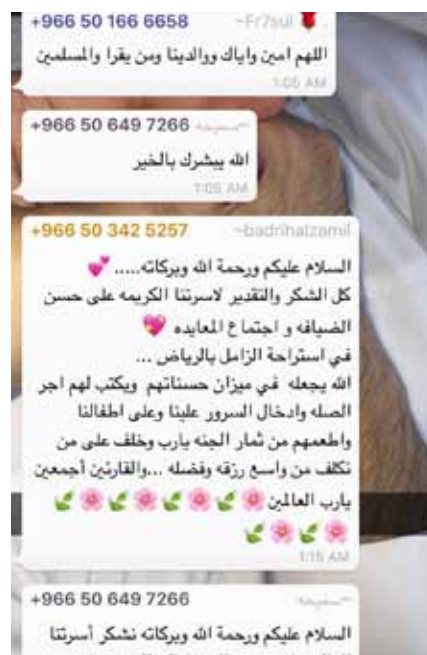 +966 50 166 6658 ~Fr7sul
اللهم امين واياك ووالدينا ومن يقرا والمسلمين
1:05 AM
+966 50 649 7266
الله يبشرك بالخير
1:05 AM
+966 50 342 5257 ~badrihalzamil
السلام عليكم ورحمة الله وبركاته..... 💕
كل الشكر والتقدير لاسرتنا الكريمه على حسن
الضيافه و اجتماع المعايده 💖
في استراحة الزامل بالرياض ...
الله يجعله في ميزان حسناتهم ويكتب لهم اجر
الصله وادخال السرور علينا وعلى اطفالنا
واطعمهم من ثمار الجنه يارب وخلف على من
تكلف من واسع رزقه وفضله ...والقارئين أجمعين
يارب العالمين 🌸🌿🌸🌿🌸🌿🌸🌿
🌸🌿🌸🌿
1:15 AM
+966 50 649 7266
السلام عليكم ورحمة الله وبركاته نشكر أسرتنا